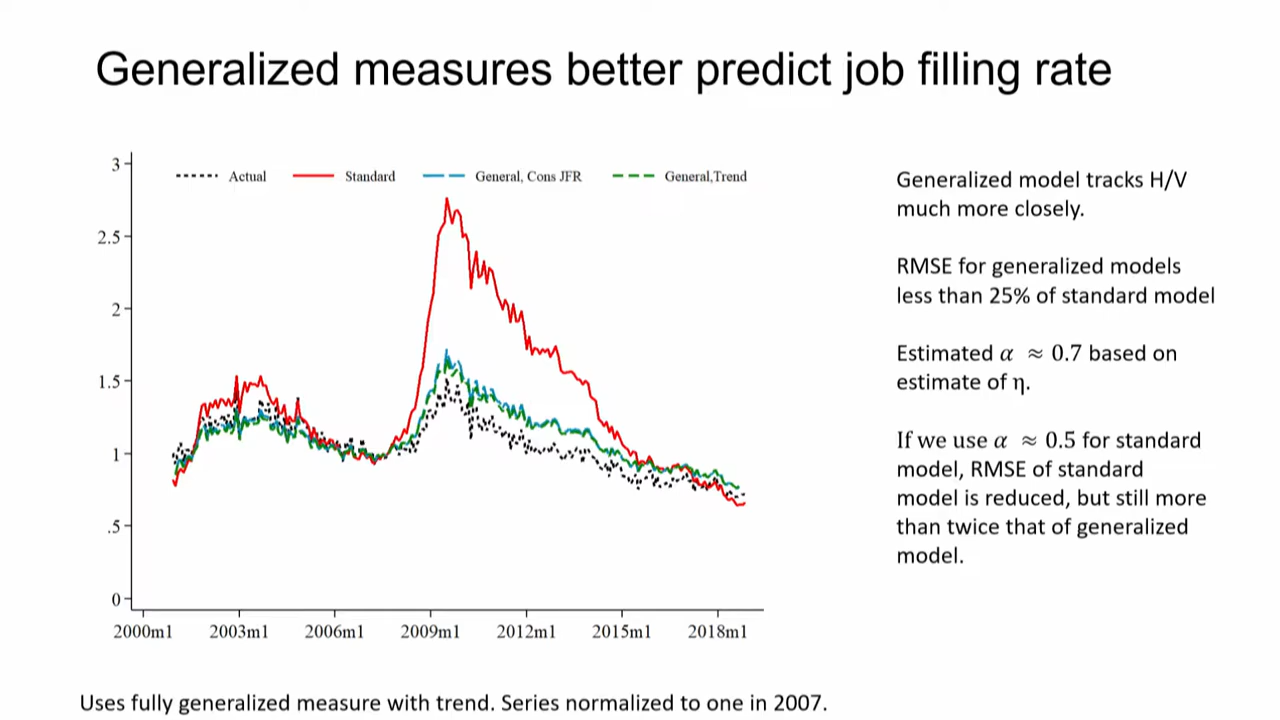 Generalized measures better predict job filling rate
Actual
Standard
General, Cons JFR
General,Trend
3
2.5
2
1.5
1
.5
0
2000m1
2003m1
2006m1
2009m1
2012m1
2015m1
2018m1
Generalized model tracks H/V
much more closely.
RMSE for generalized models
less than 25% of standard model
Estimated α ≈ 0.7 based on
estimate of η.
If we use α ≈ 0.5 for standard
model, RMSE of standard
model is reduced, but still more
than twice that of generalized
model.
Uses fully generalized measure with trend. Series normalized to one in 2007.